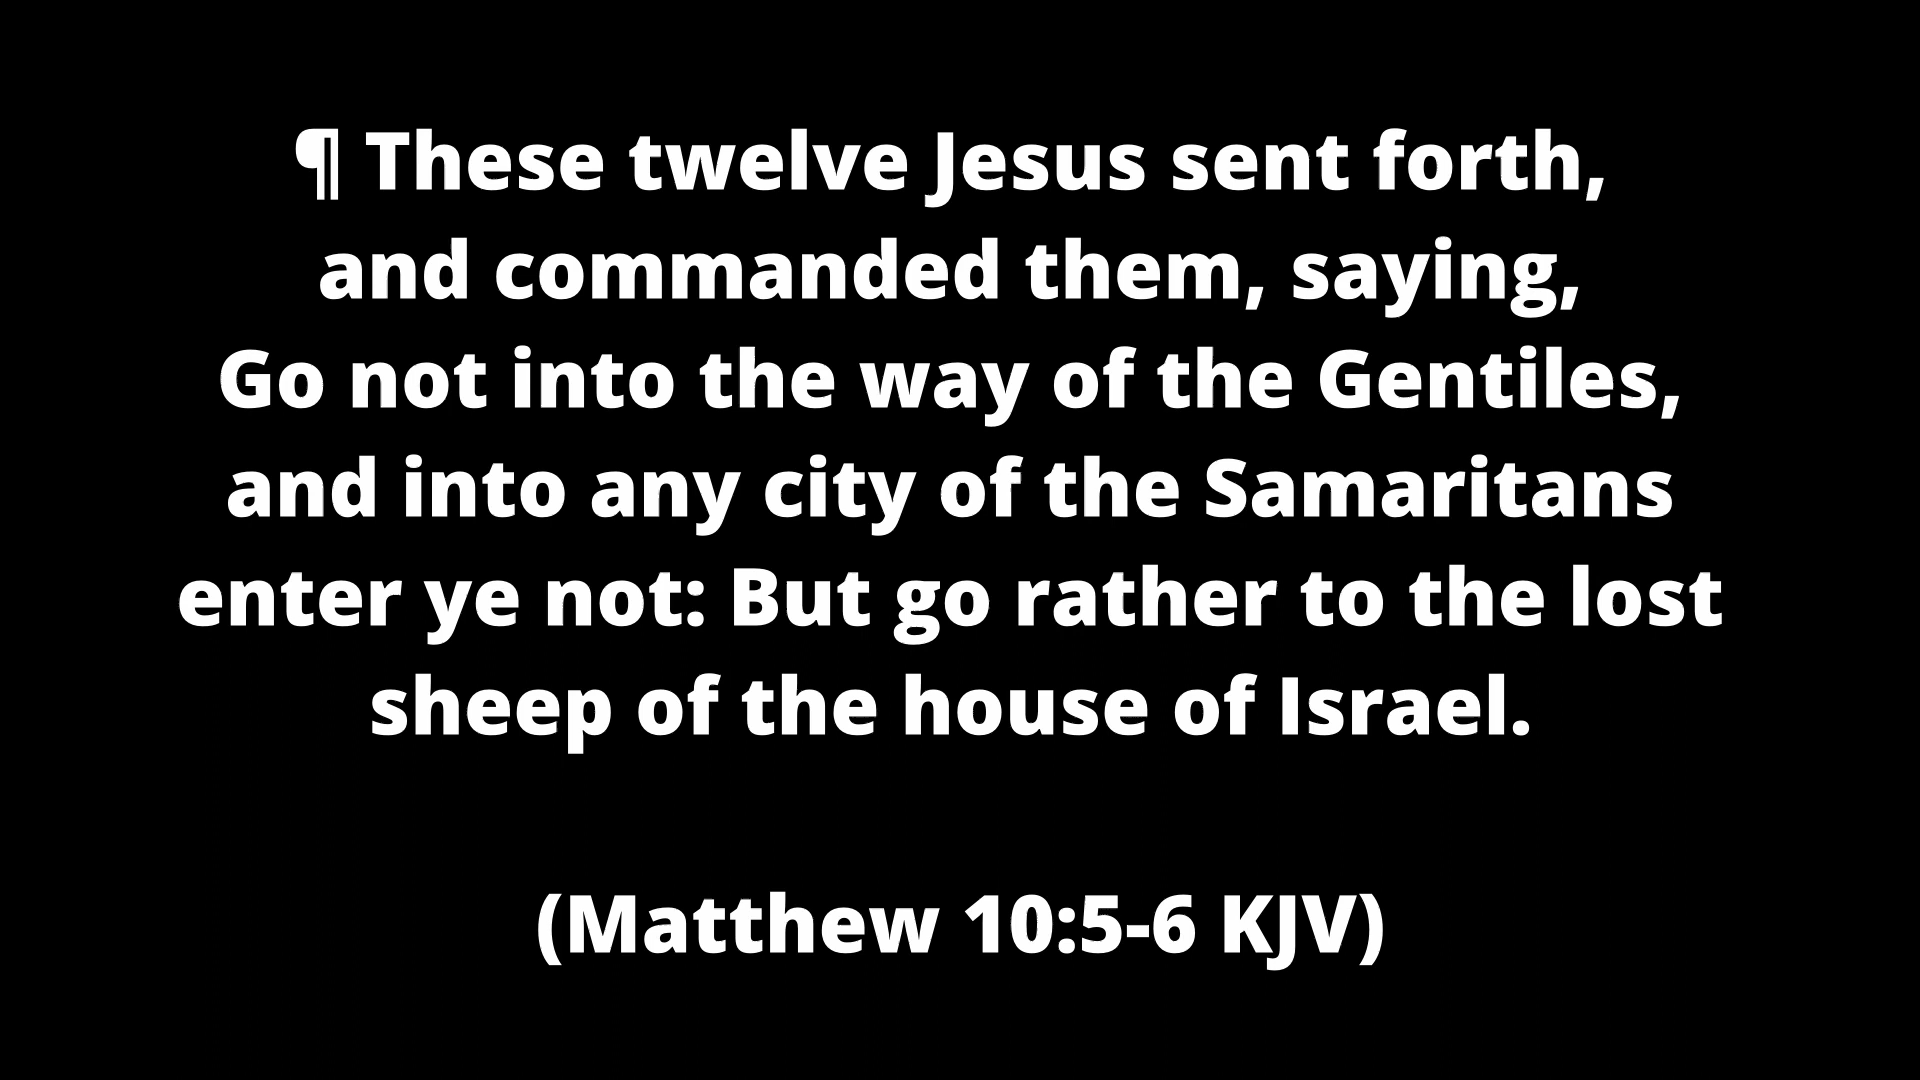 ¶ These twelve Jesus sent forth,
and commanded them, saying,
Go not into the way of the Gentiles,
and into any city of the Samaritans
enter ye not: But go rather to the lost
sheep of the house of Israel.
(Matthew 10:5-6 KJV)